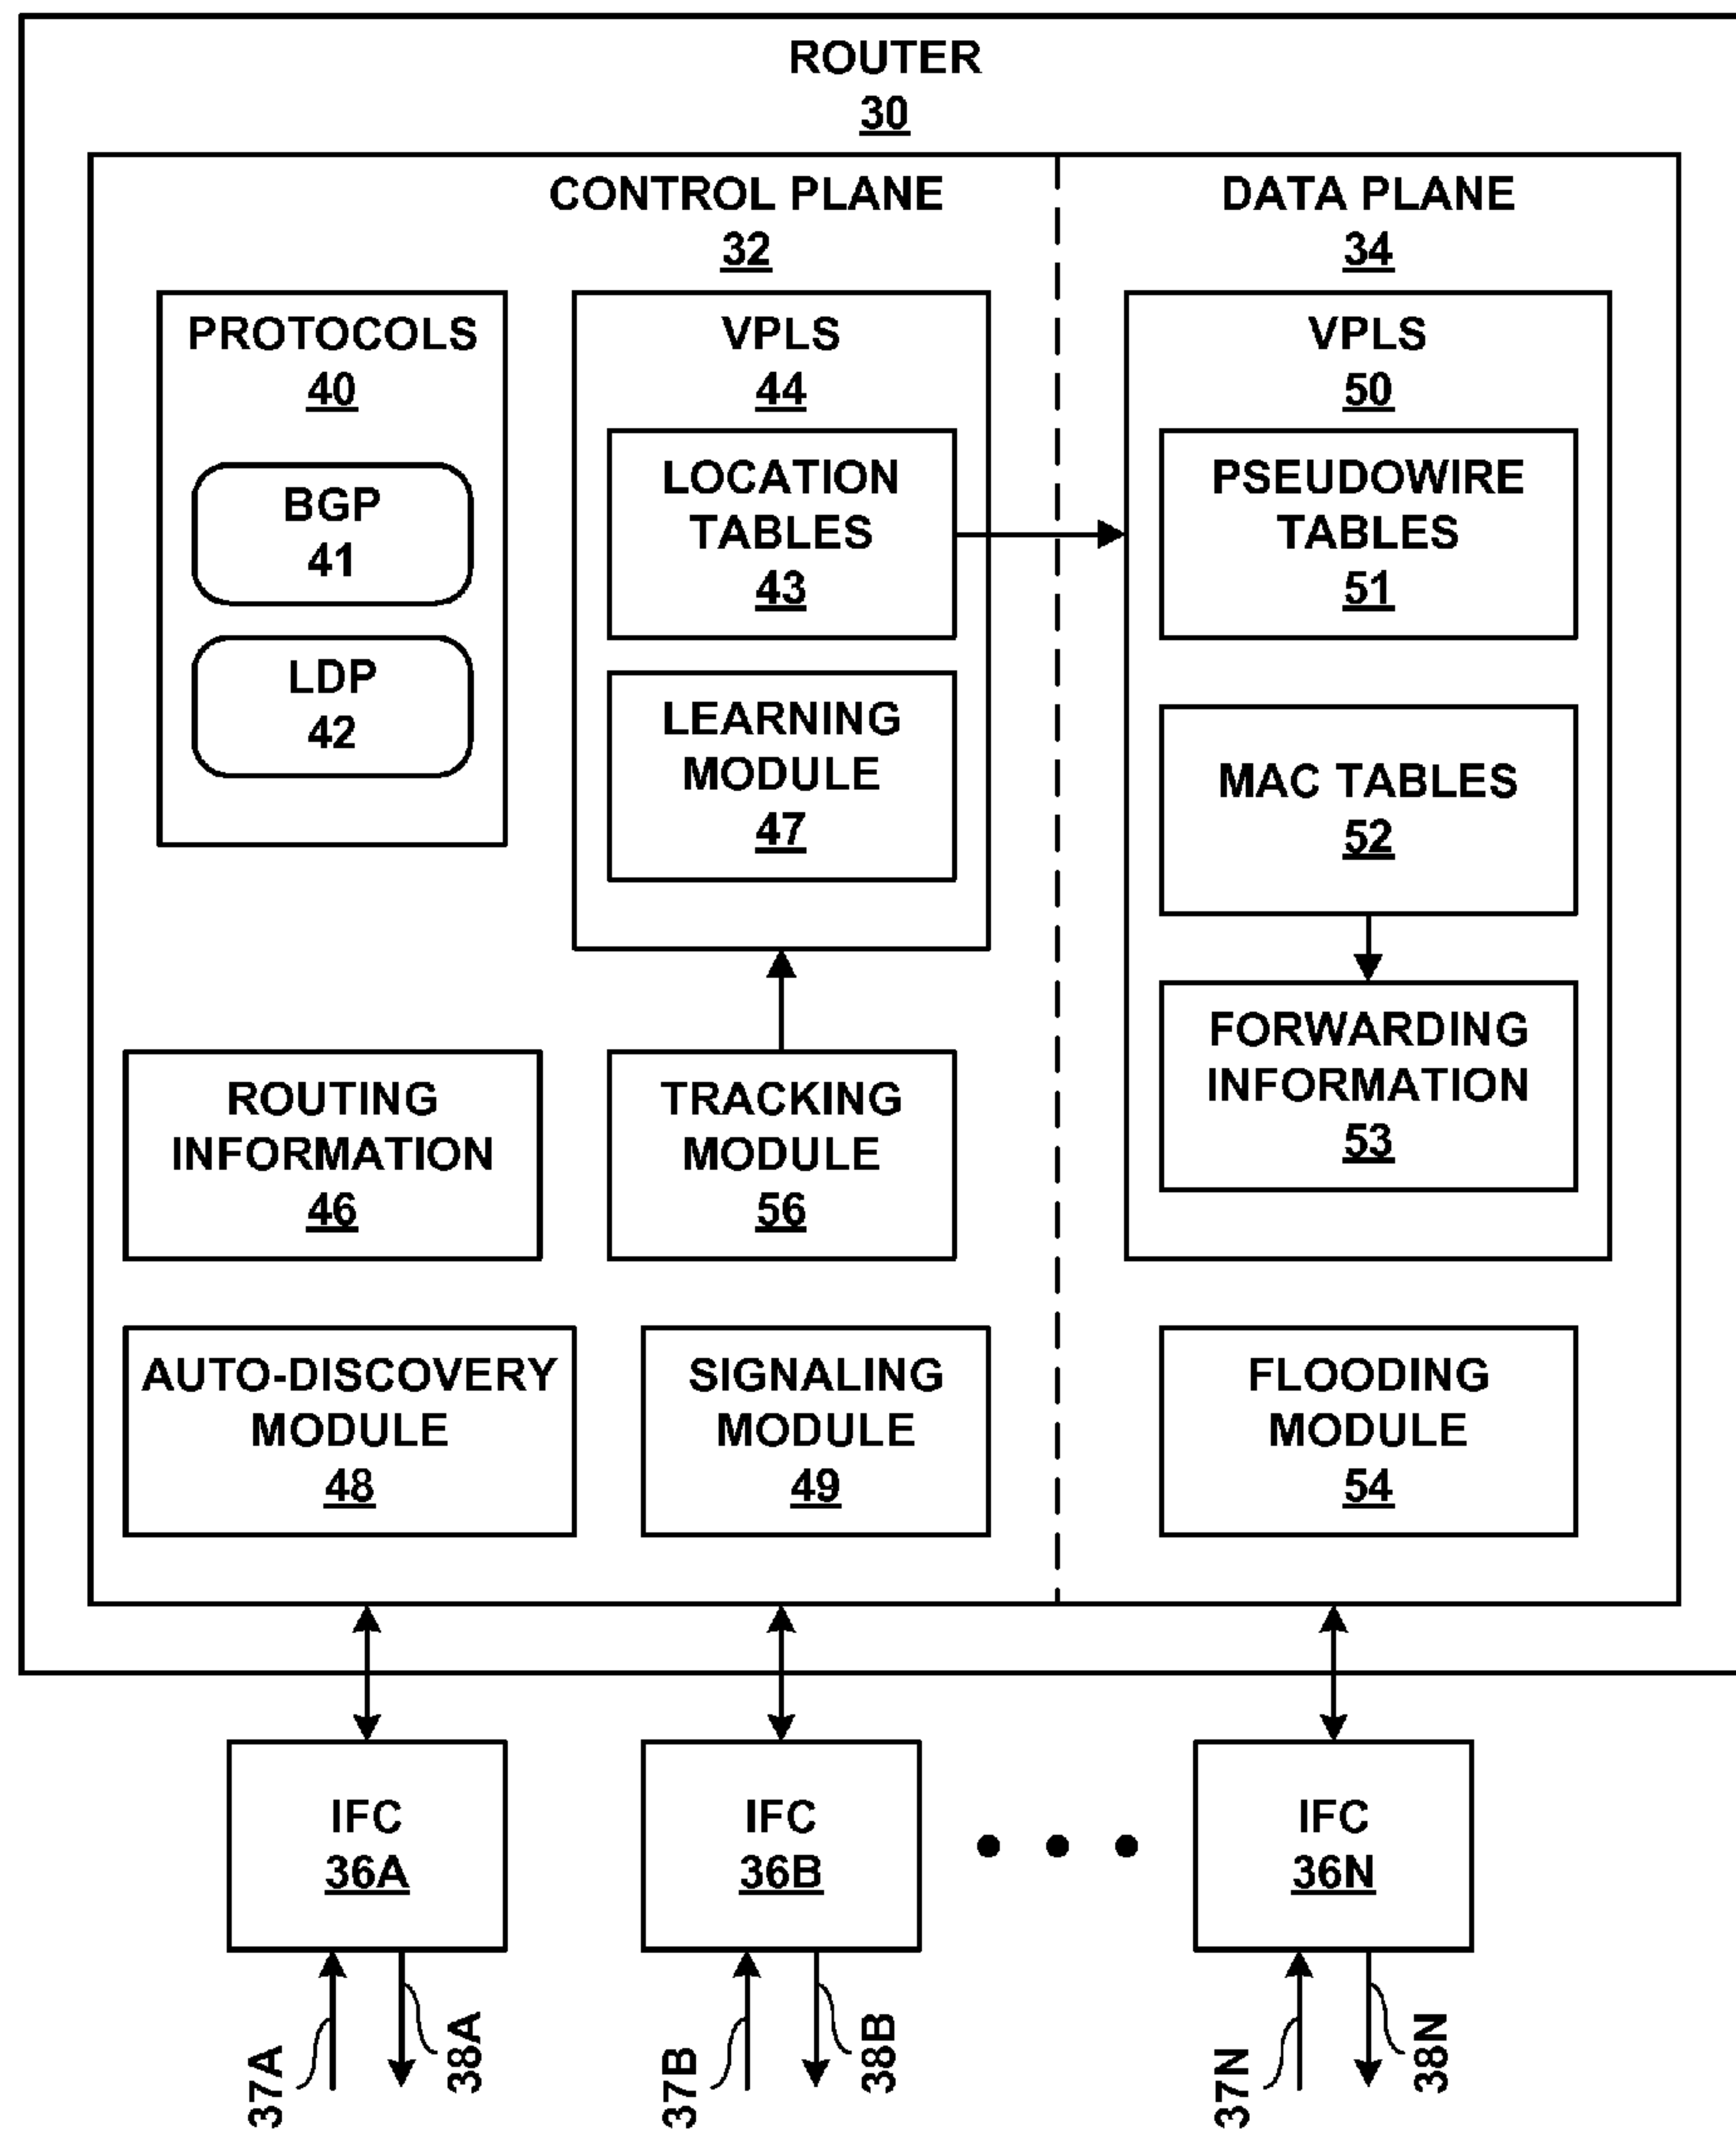 ROUTER
30
CONTROL PLANE
32
DATA PLANE
34
PROTOCOLS
40
BGP
41
LDP
42
VPLS
44
LOCATION
TABLES
43
LEARNING
MODULE
47
VPLS
50
PSEUDOWIRE
TABLES
51
MAC TABLES
52
FORWARDING
INFORMATION
53
ROUTING
INFORMATION
46
TRACKING
MODULE
56
AUTO-DISCOVERY
MODULE
48
SIGNALING
MODULE
49
FLOODING
MODULE
54
IFC
36A
IFC
36B
IFC
36N
37A
38A
37B
38B
37N
38N